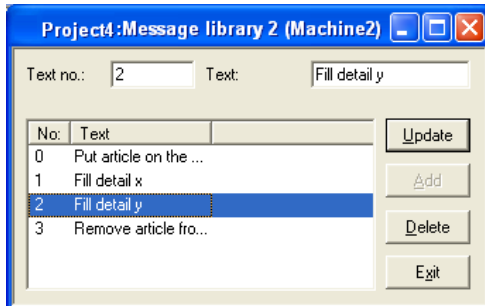 Project4:Message library 2 (Machine2)
Text no.: 2 Text: Fill detail y
No: Text
Update
0 Put article on the ...
1 Fill detail x
Add
2 Fill detail y
3 Remove article fro...
Delete
Exit